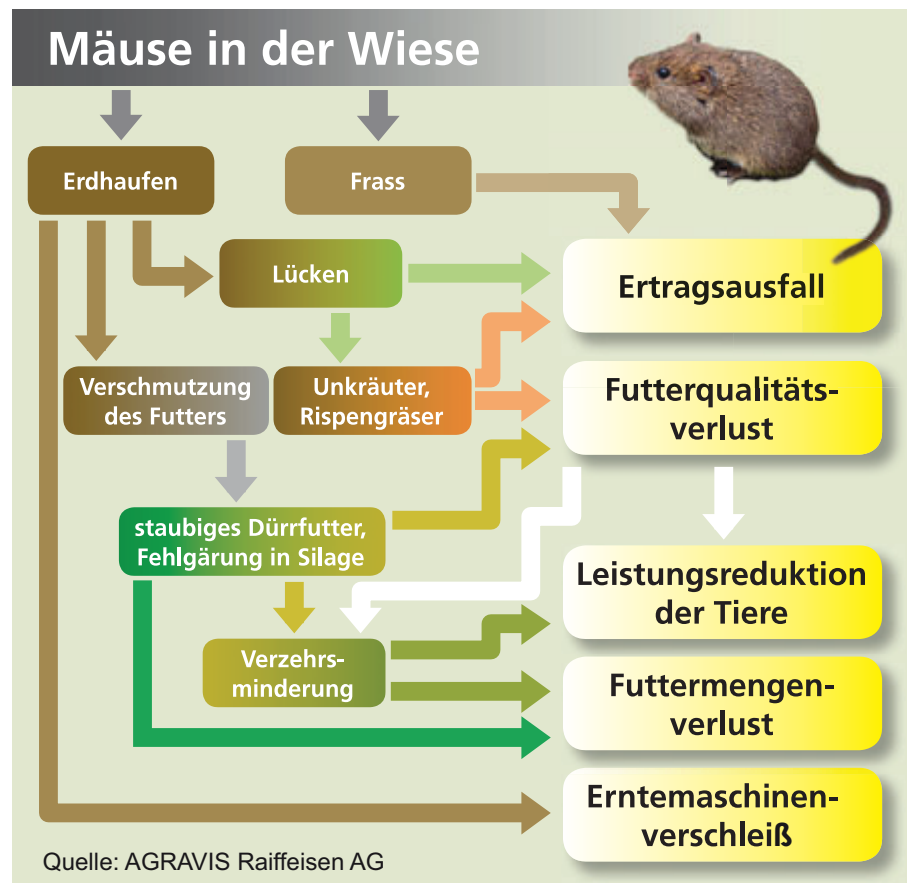 Mäuse in der Wiese
Erdhaufen
Frass
Lücken
Ertragsausfall
Verschmutzung
des Futters
Unkräuter,
Rispengräser
Futterqualitäts-
verlust
staubiges Dürrfutter,
Fehlgärung in Silage
Leistungsreduktion
der Tiere
Verzehrs-
minderung
Futtermengen-
verlust
Erntemaschinen-
verschleiß
Quelle: AGRAVIS Raiffeisen AG